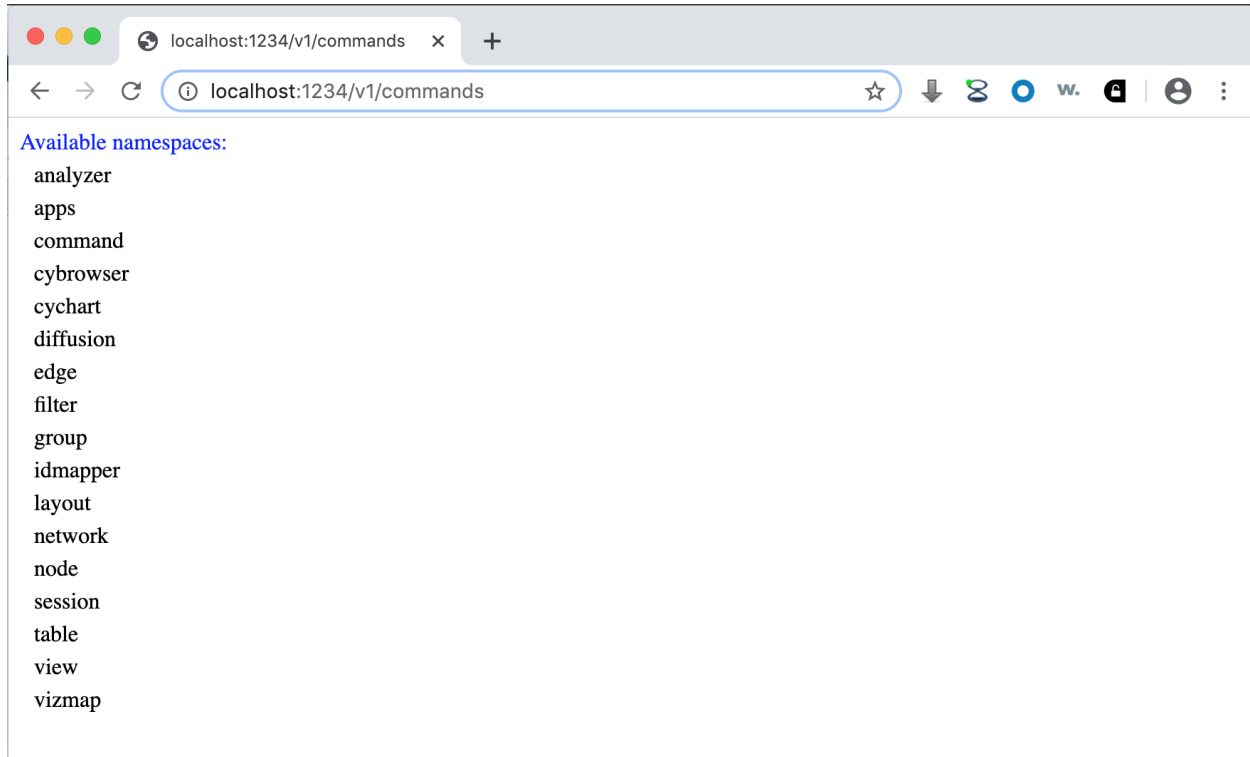 localhost:1234/v1/commands
localhost:1234/v1/commands
w.
Available namespaces:
analyzer
apps
command
cybrowser
cychart
diffusion
edge
filter
group
idmapper
layout
network
node
session
table
view
vizmap